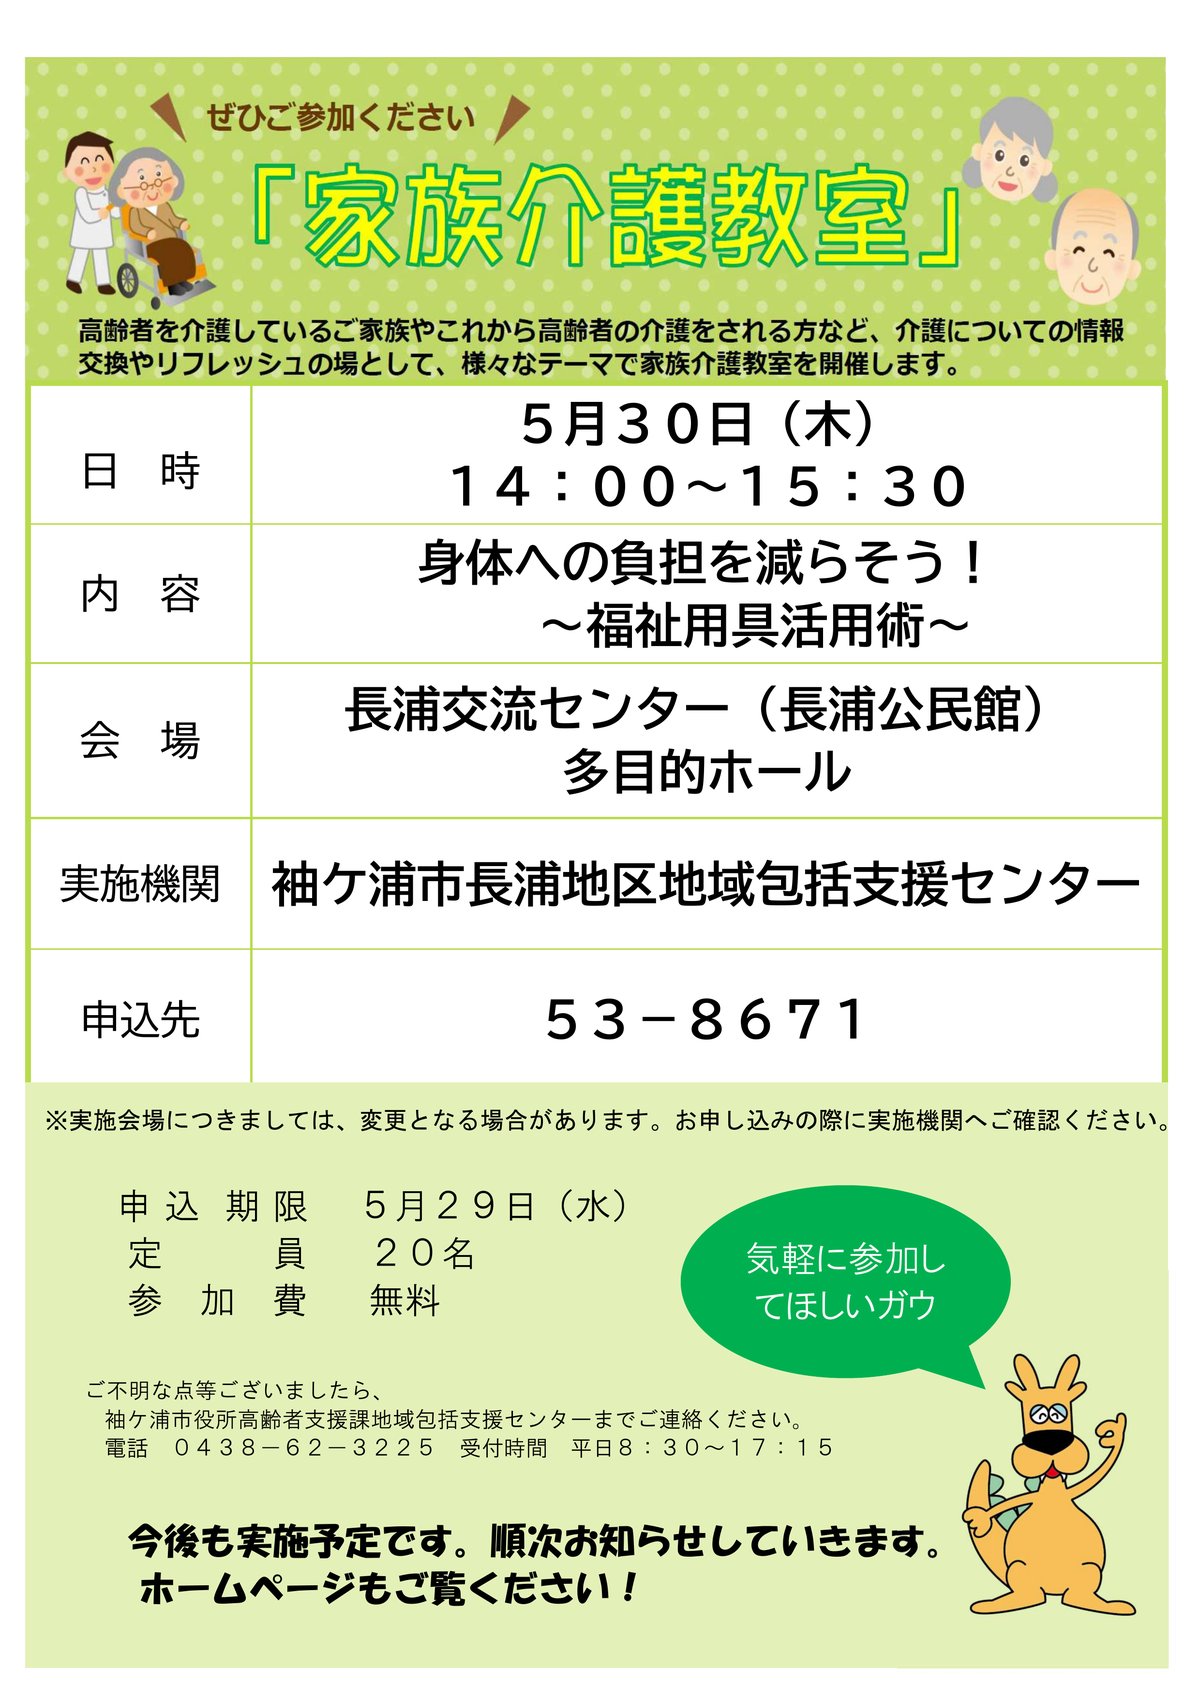 ぜひご参加ください
「家族介護教室」
高齢者を介護しているご家族やこれから高齢者の介護をされる方など、介護についての情報
交換やリフレッシュの場として、様々なテーマで家族介護教室を開催します。
日　時
５月３０日（木）
１４：００～１５：３０
内　容
身体への負担を減らそう！
～福祉用具活用術～
会　場
長浦交流センター（長浦公民館）
多目的ホール
実施機関
袖ケ浦市長浦地区地域包括支援センター
申込先
５３－８６７１
※実施会場につきましては、変更となる場合があります。お申し込みの際に実施機関へご確認ください。
申込期限　５月２９日（水）
定　　員　２０名
参 加 費　無料
気軽に参加し
てほしいガウ
ご不明な点等ございましたら、
袖ケ浦市役所高齢者支援課地域包括支援センターまでご連絡ください。
電話　０４３８－６２－３２２５　受付時間　平日８：３０～１７：１５
今後も実施予定です。順次お知らせしていきます。
ホームページもご覧ください！